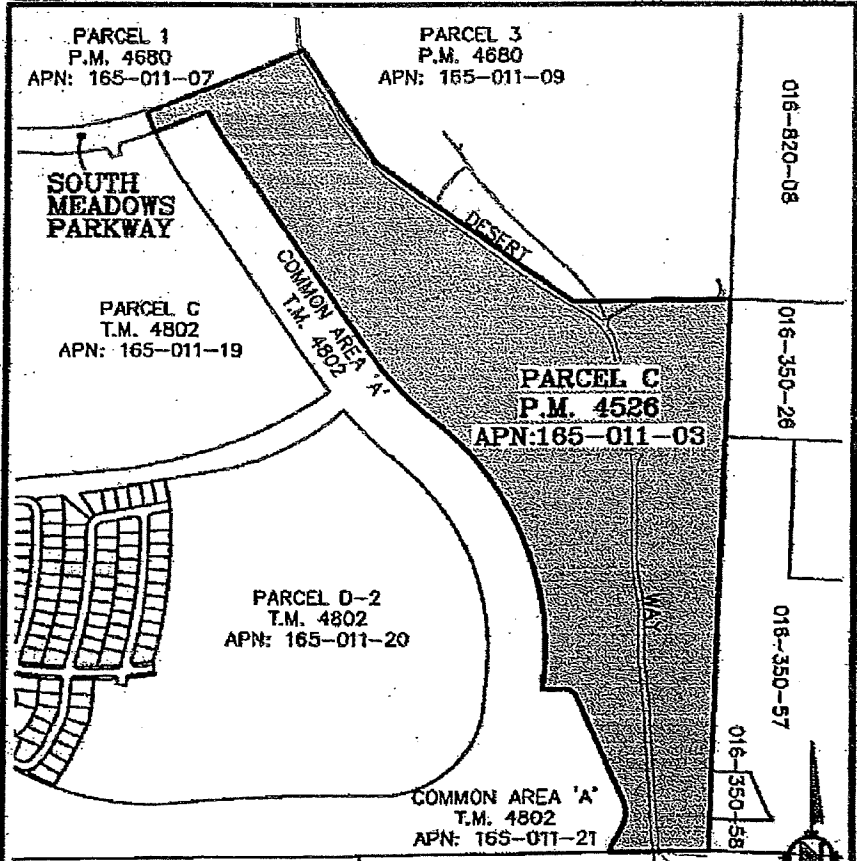 PARCEL 1
P.M. 4680
APN: 165-011-07
PARCEL 3
P.M. 4680
APN: 165-011-09
016-820-08
SOUTH
MEADOWS
PARKWAY
DESERT
COMMON AREA 'A'
T.M. 4802
PARCEL C
T.M. 4802
APN: 165-011-19
016-350-26
PARCEL C
P.M. 4526
APN:165-011-03
WAY
PARCEL D-2
T.M. 4802
APN: 165-011-20
016-350-57
016-350-58
COMMON AREA 'A'
T.M. 4802
APN: 165-011-21